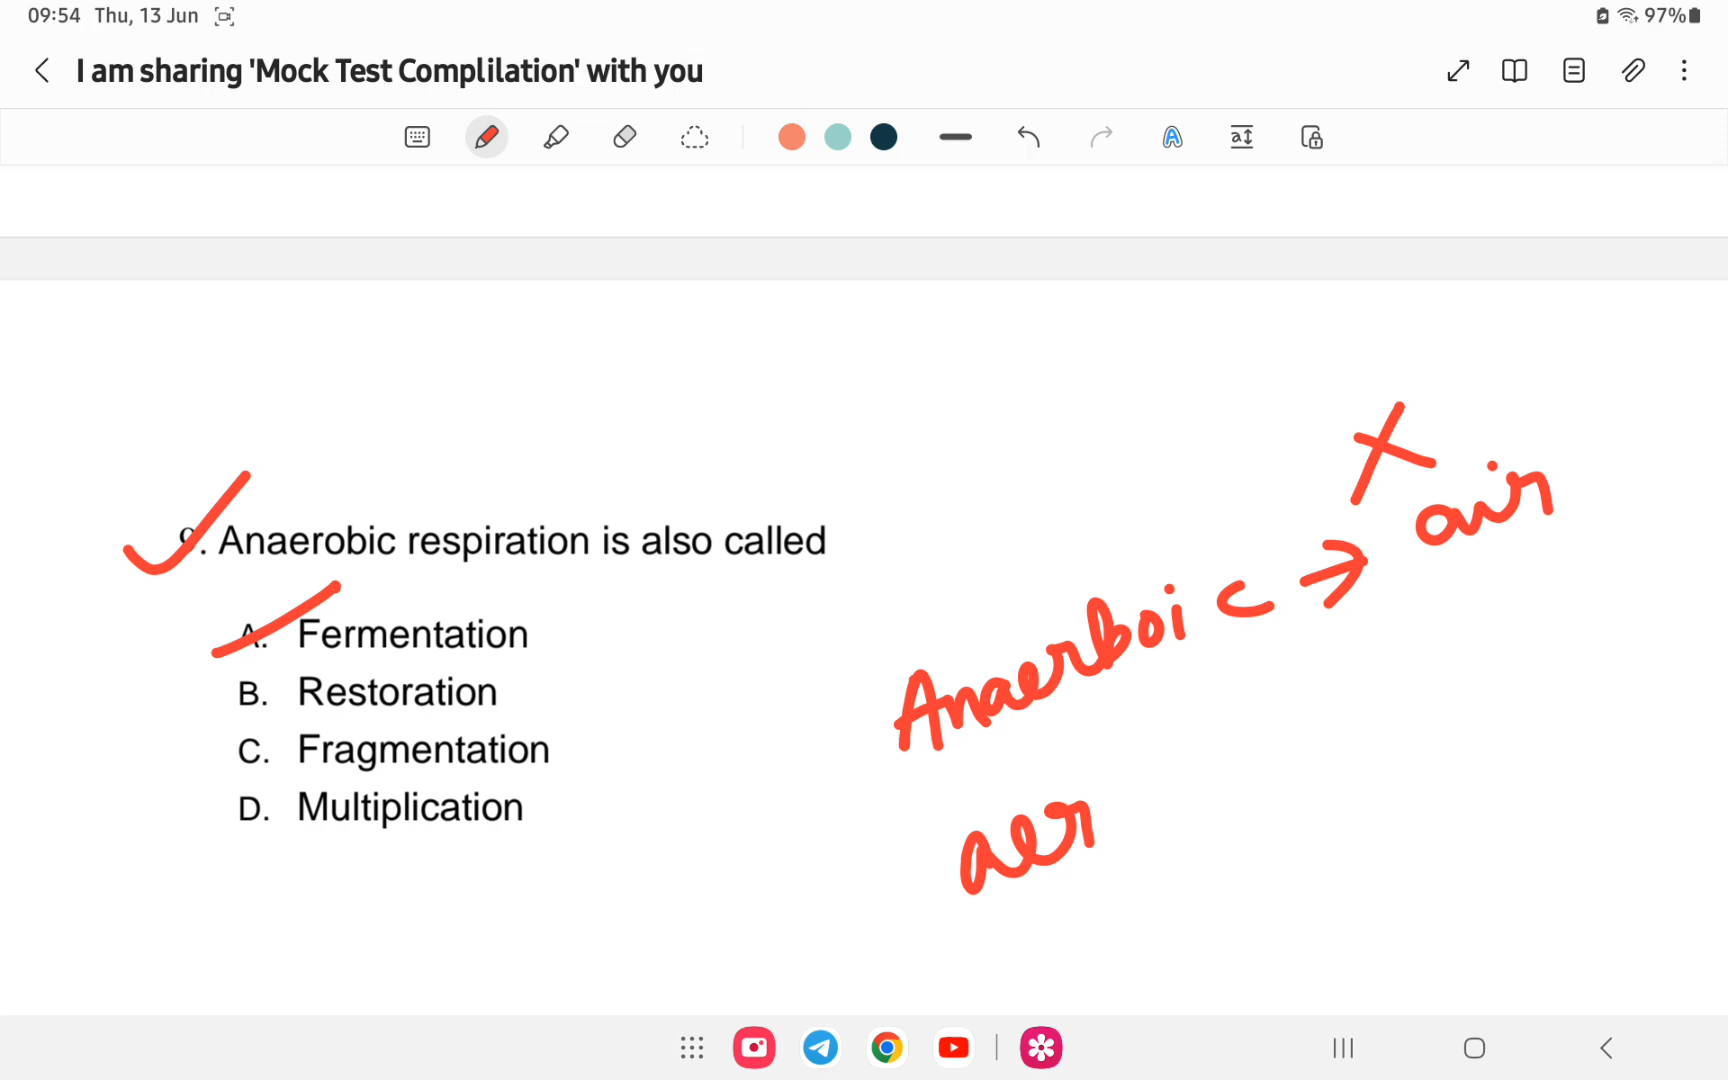 09:54 Thu, 13 Jun 97%
I am sharing 'Mock Test Complilation' with you
9. Anaerobic respiration is also called
A. Fermentation
B. Restoration
C. Fragmentation
D. Multiplication
Anaerboic → air
aer